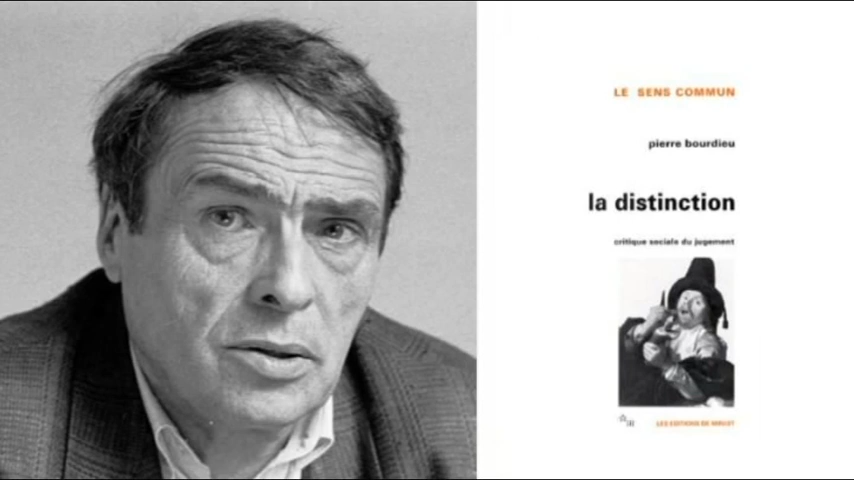 LE SENS COMMUN
pierre bourdieu
la distinction
critique sociale du jugement
LES EDITIONS DE MINUIT